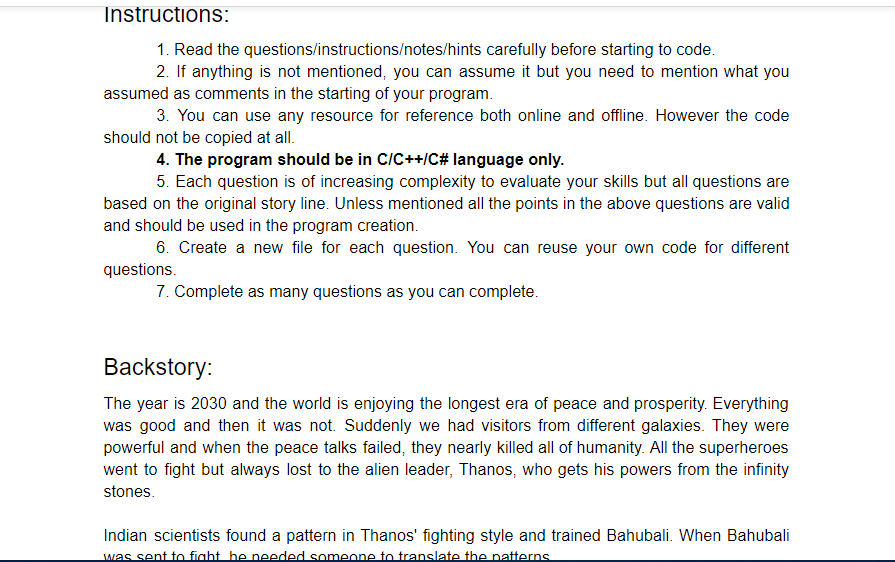 Instructions:
1. Read the questions/instructions/notes/hints carefully before starting to code.
2. If anything is not mentioned, you can assume it but you need to mention what you
assumed as comments in the starting of your program.
3. You can use any resource for reference both online and offline. However the code
should not be copied at all.
4. The program should be in C/C++/C# language only.
5. Each question is of increasing complexity to evaluate your skills but all questions are
based on the original story line. Unless mentioned all the points in the above questions are valid
and should be used in the program creation.
6. Create a new file for each question. You can reuse your own code for different
questions.
7. Complete as many questions as you can complete.
Backstory:
The year is 2030 and the world is enjoying the longest era of peace and prosperity. Everything
was good and then it was not. Suddenly we had visitors from different galaxies. They were
powerful and when the peace talks failed, they nearly killed all of humanity. All the superheroes
went to fight but always lost to the alien leader, Thanos, who gets his powers from the infinity
stones.
Indian scientists found a pattern in Thanos' fighting style and trained Bahubali. When Bahubali
was sent to fight, he needed someone to translate the patterns